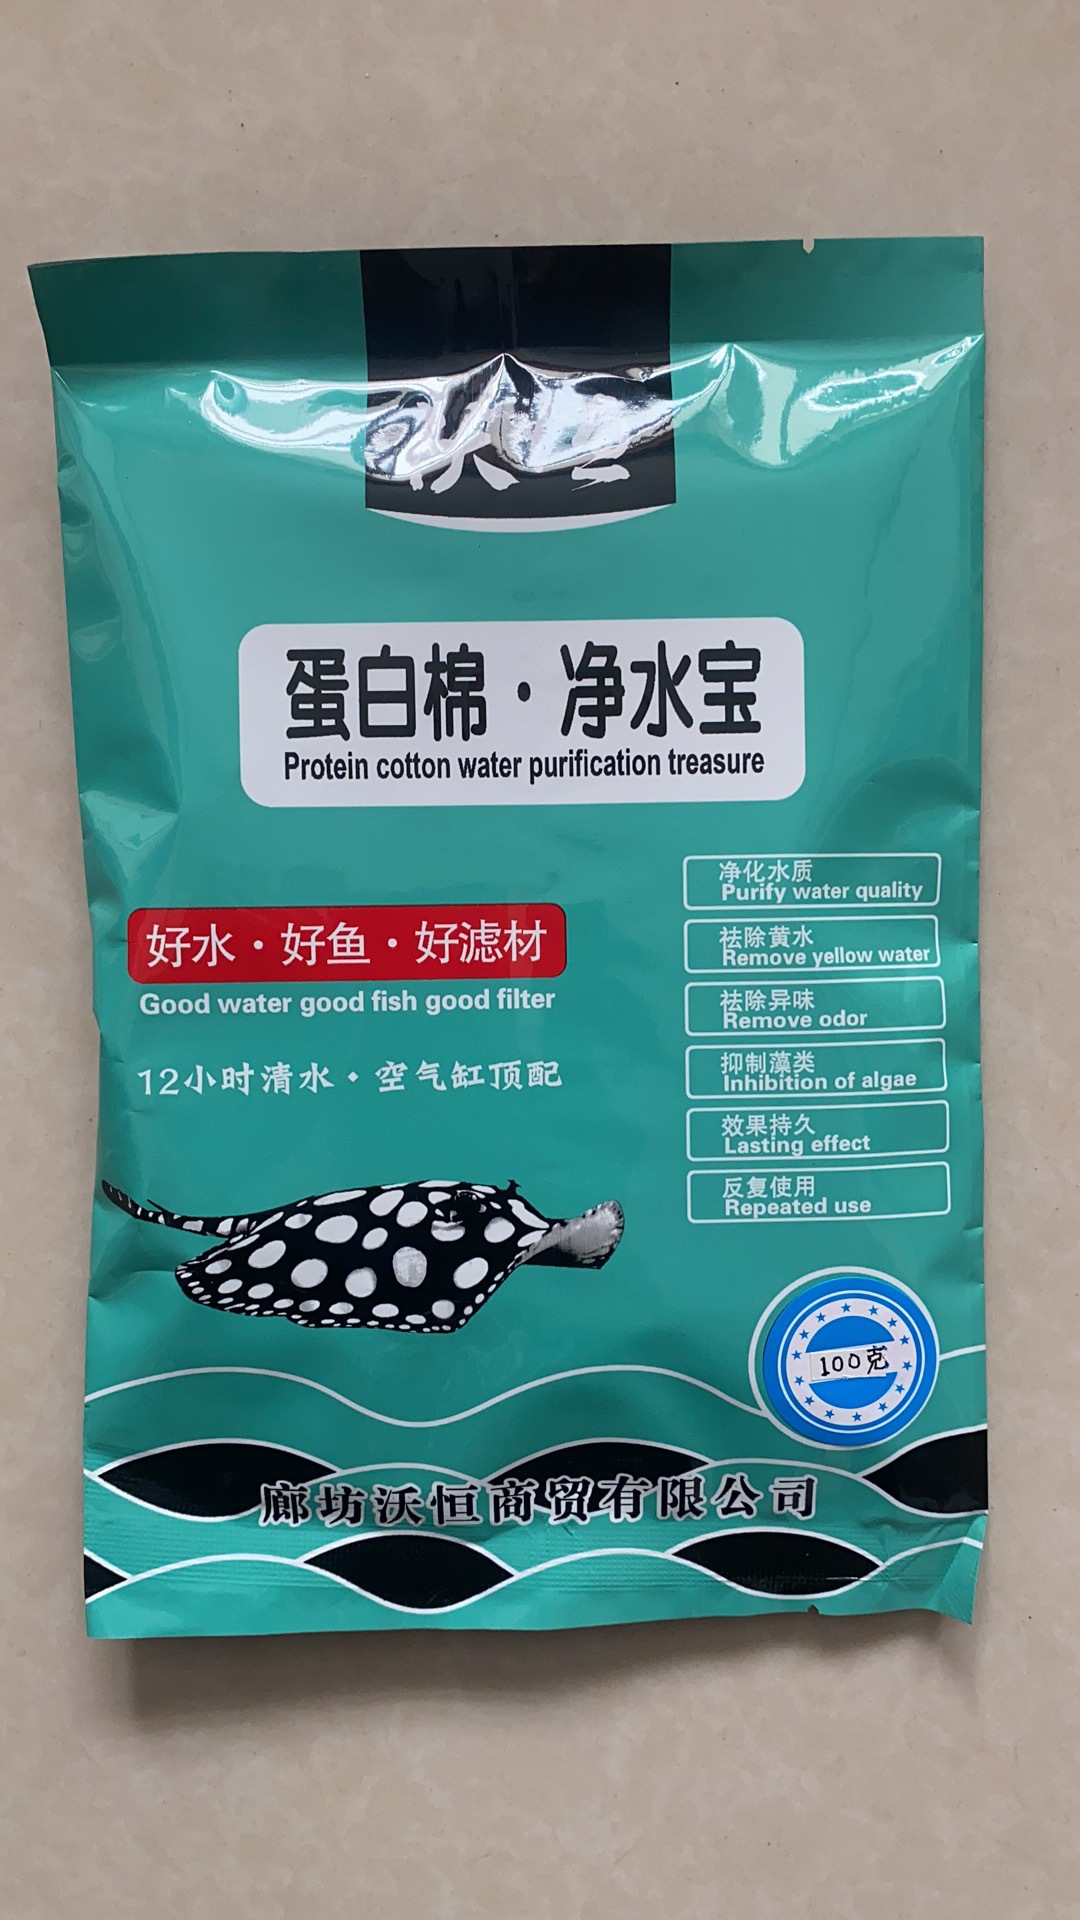 蛋白棉·净水宝
Protein cotton water purification treasure
净化水质
Purify water quality
好水·好鱼·好滤材
祛除黄水
Remove yellow water
Good water good fish good filter
祛除异味
Remove odor
12小时清水·空气缸顶配
抑制藻类
Inhibition of algae
效果持久
Lasting effect
反复使用
Repeated use
100克
廊坊沃恒商贸有限公司